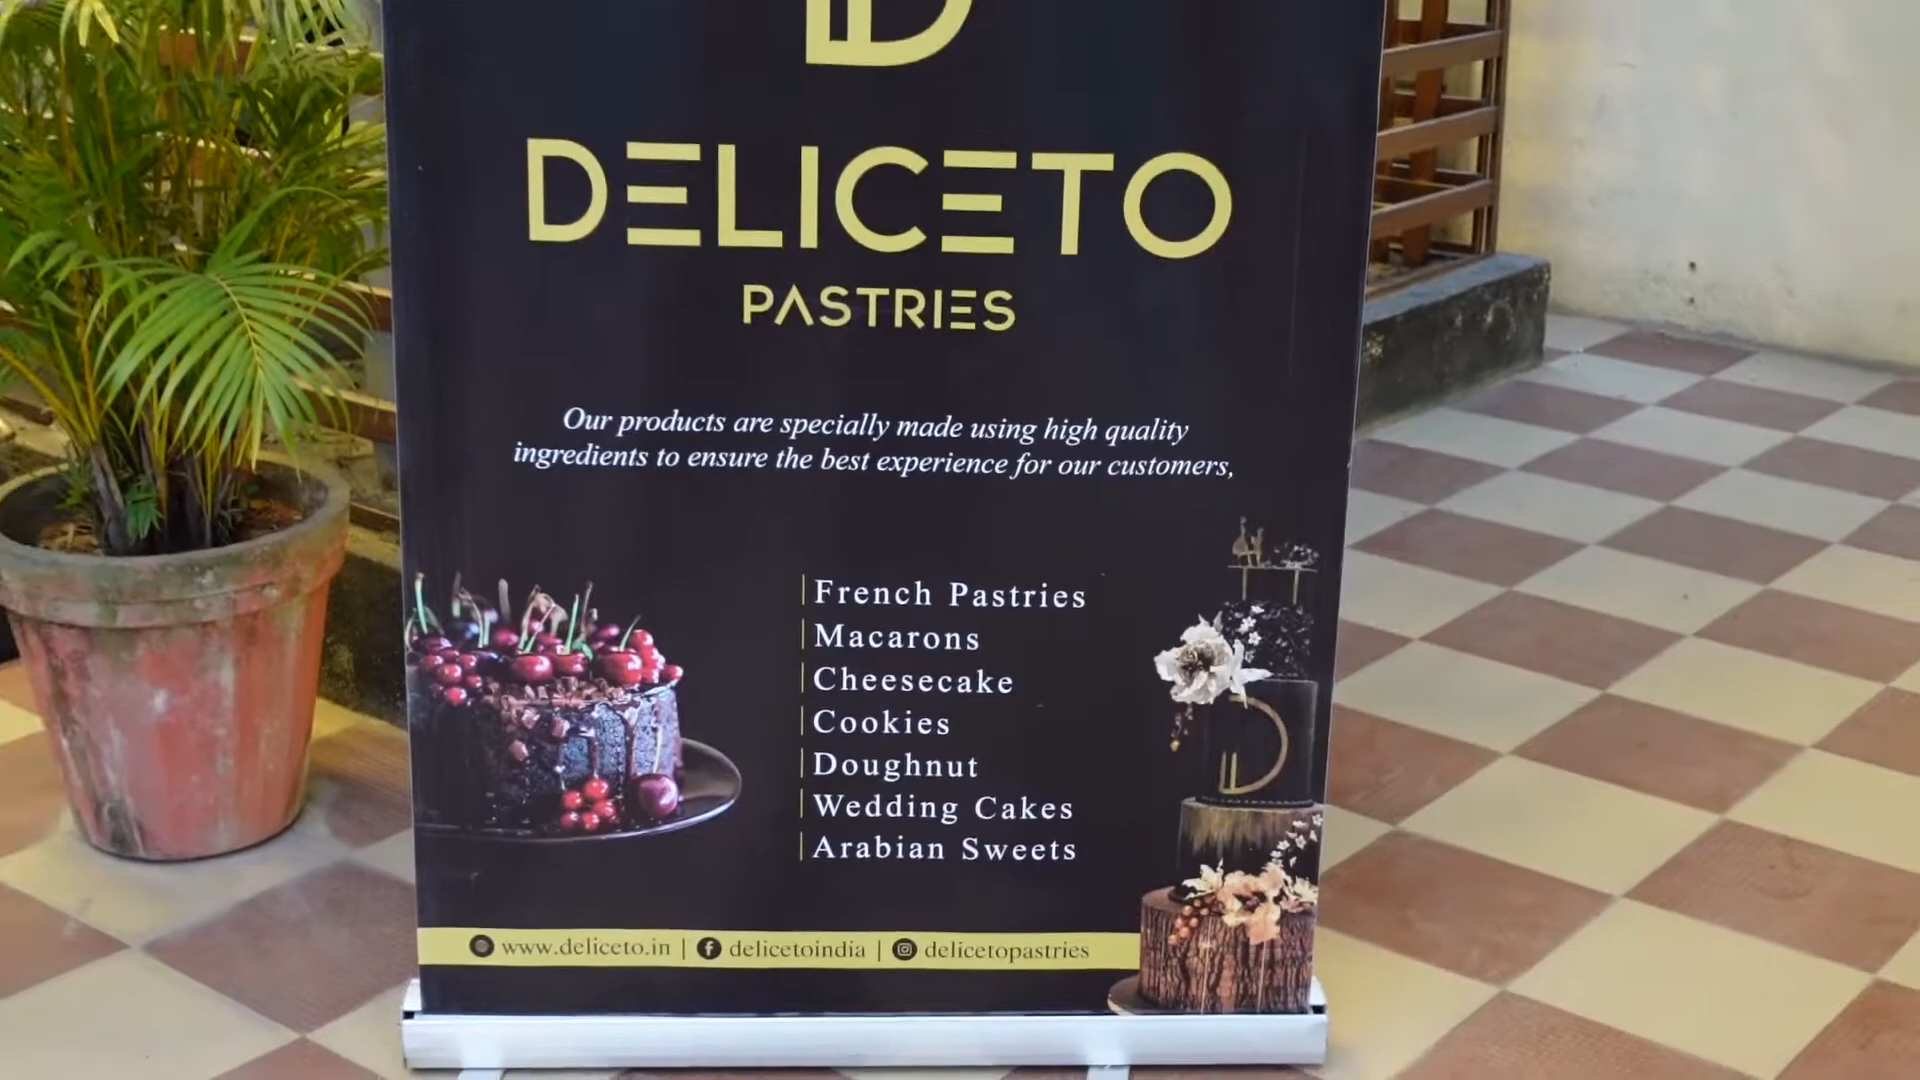 DELICETO
PASTRIES
Our products are specially made using high quality
ingredients to ensure the best experience for our customers,
French Pastries
Macarons
Cheesecake
Cookies
Doughnut
Wedding Cakes
Arabian Sweets
www.deliceto.in | delicetoindia | delicetopastries